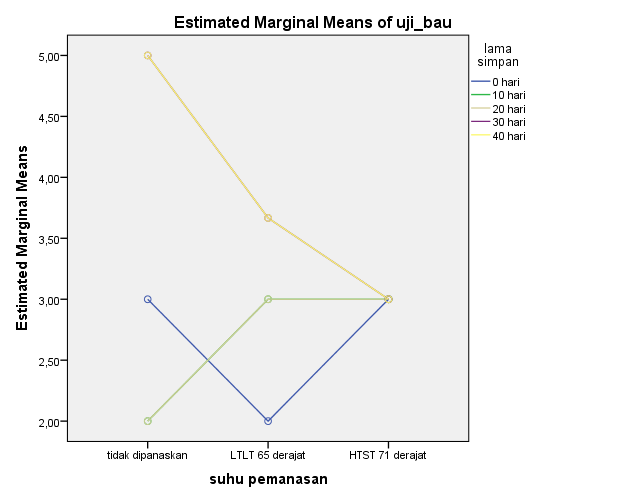 Estimated Marginal Means of uji_bau
lama
simpan
0 hari
10 hari
20 hari
30 hari
40 hari
Estimated Marginal Means
5,00
4,50
4,00
3,50
3,00
2,50
2,00
tidak dipanaskan
LTLT 65 derajat
HTST 71 derajat
suhu pemanasan